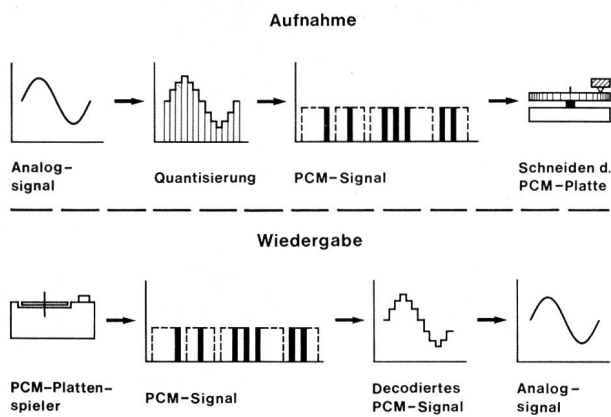 Aufnahme
Analog-
signal
Quantisierung
PCM-Signal
Schneiden d.
PCM-Platte
Wiedergabe
PCM-Platten-
spieler
PCM-Signal
Decodiertes
PCM-Signal
Analog-
signal